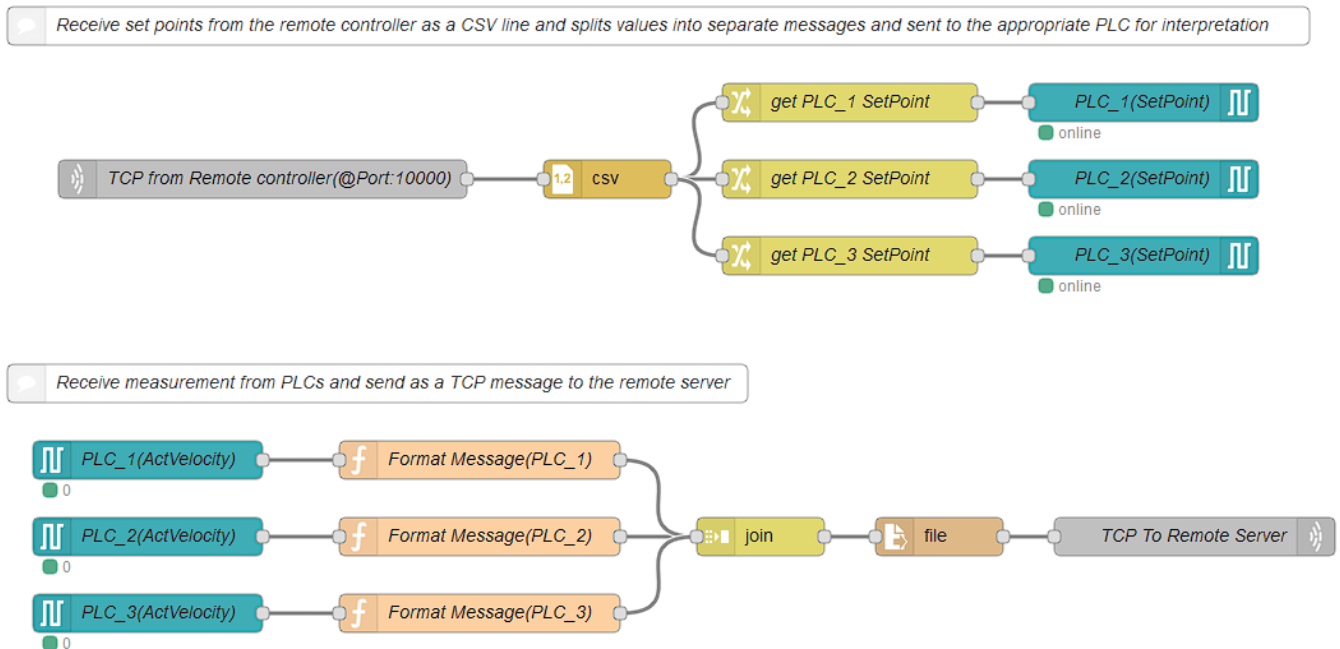 Receive set points from the remote controller as a CSV line and splits values into separate messages and sent to the appropriate PLC for interpretation
get PLC_1 SetPoint
PLC_1(SetPoint)
online
TCP from Remote controller(@Port:10000)
1,2
csv
get PLC_2 SetPoint
PLC_2(SetPoint)
online
get PLC_3 SetPoint
PLC_3(SetPoint)
online
Receive measurement from PLCs and send as a TCP message to the remote server
PLC_1(ActVelocity)
f
Format Message(PLC_1)
0
PLC_2(ActVelocity)
f
Format Message(PLC_2)
join
file
TCP To Remote Server
0
PLC_3(ActVelocity)
f
Format Message(PLC_3)
0